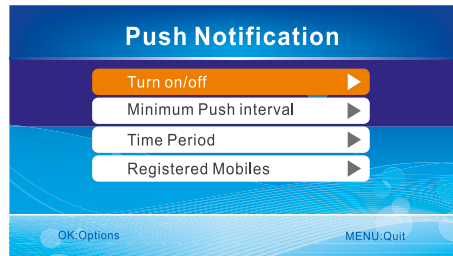 Push Notification
Turn on/off
Minimum Push interval
Time Period
Registered Mobiles
OK:Options MENU:Quit